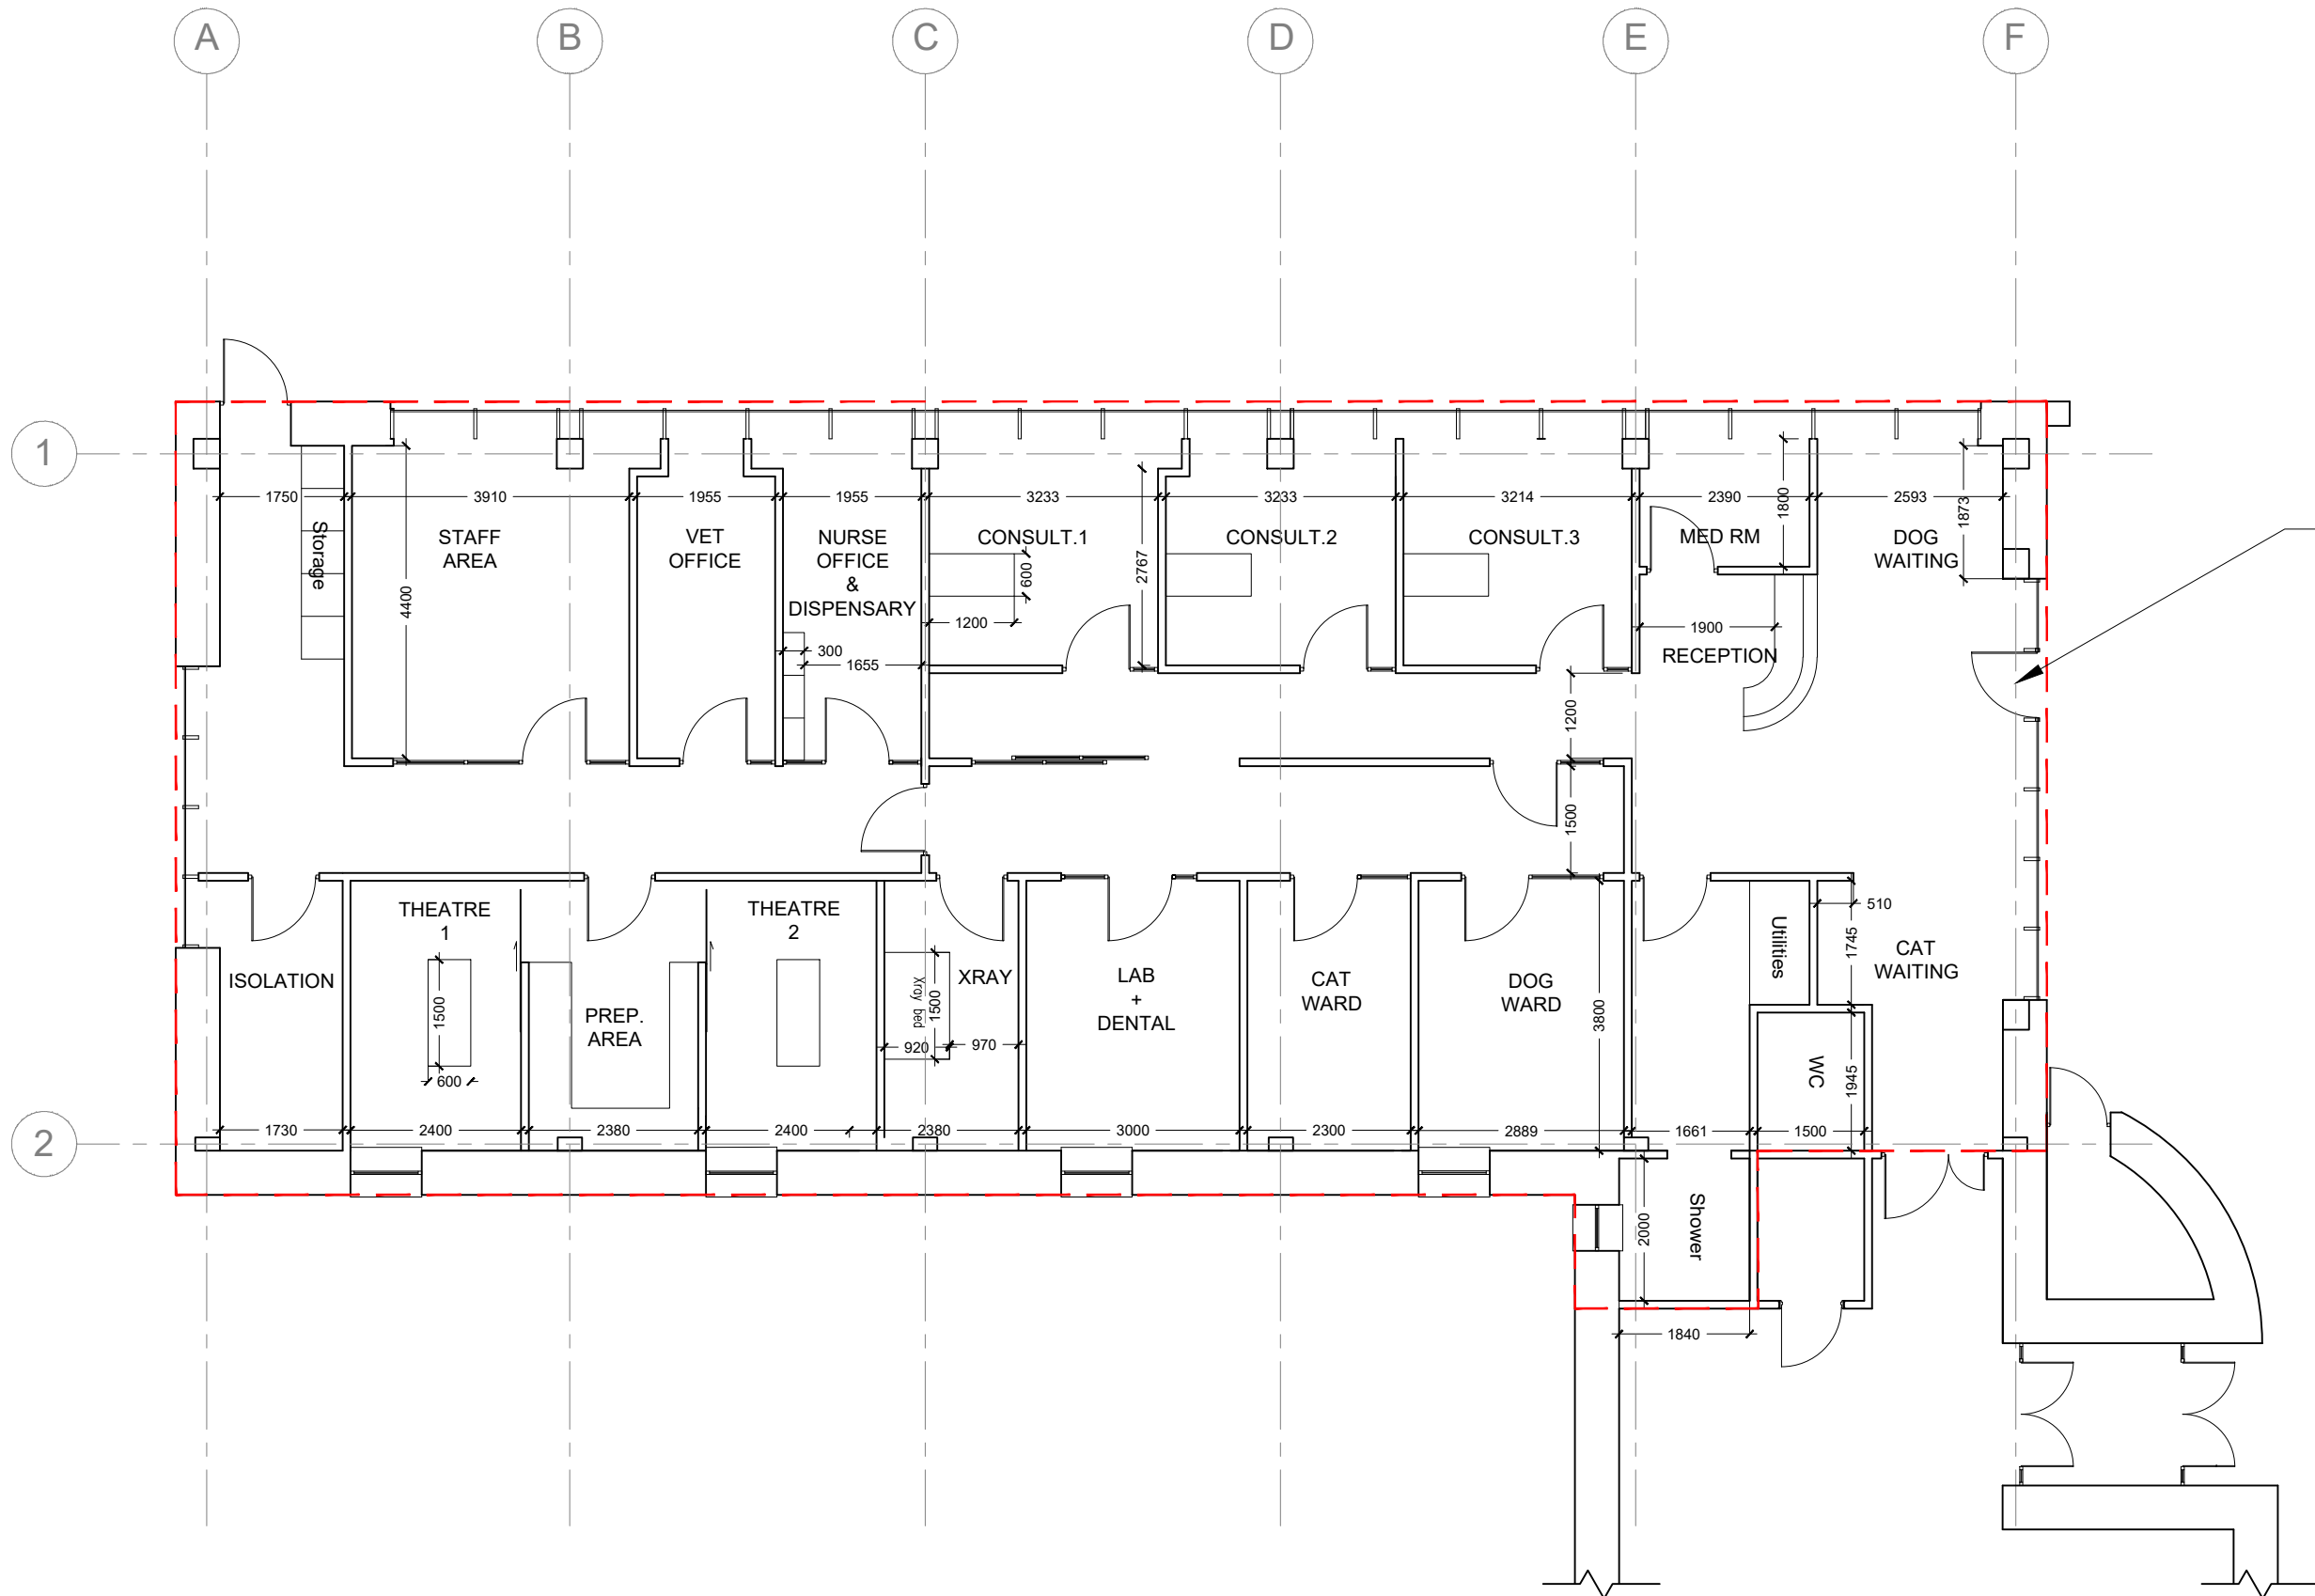 A
B
C
D
E
F
1
1750
3910
1955
1955
3233
3233
3214
2390
1800
2593
1873
Storage
STAFF
AREA
VET
OFFICE
NURSE
OFFICE
&
DISPENSARY
CONSULT.1
CONSULT.2
CONSULT.3
MED RM
DOG
WAITING
4400
600
2767
1200
300
1655
1900
RECEPTION
1200
1500
THEATRE
1
THEATRE
2
510
Utilities
1745
CAT
WAITING
ISOLATION
1500
600
PREP.
AREA
Xray bed
1500
XRAY
920
970
LAB
+
DENTAL
CAT
WARD
DOG
WARD
3800
WC
1945
2
1730
2400
2380
2400
2380
3000
2300
2889
1661
1500
2000
Shower
1840